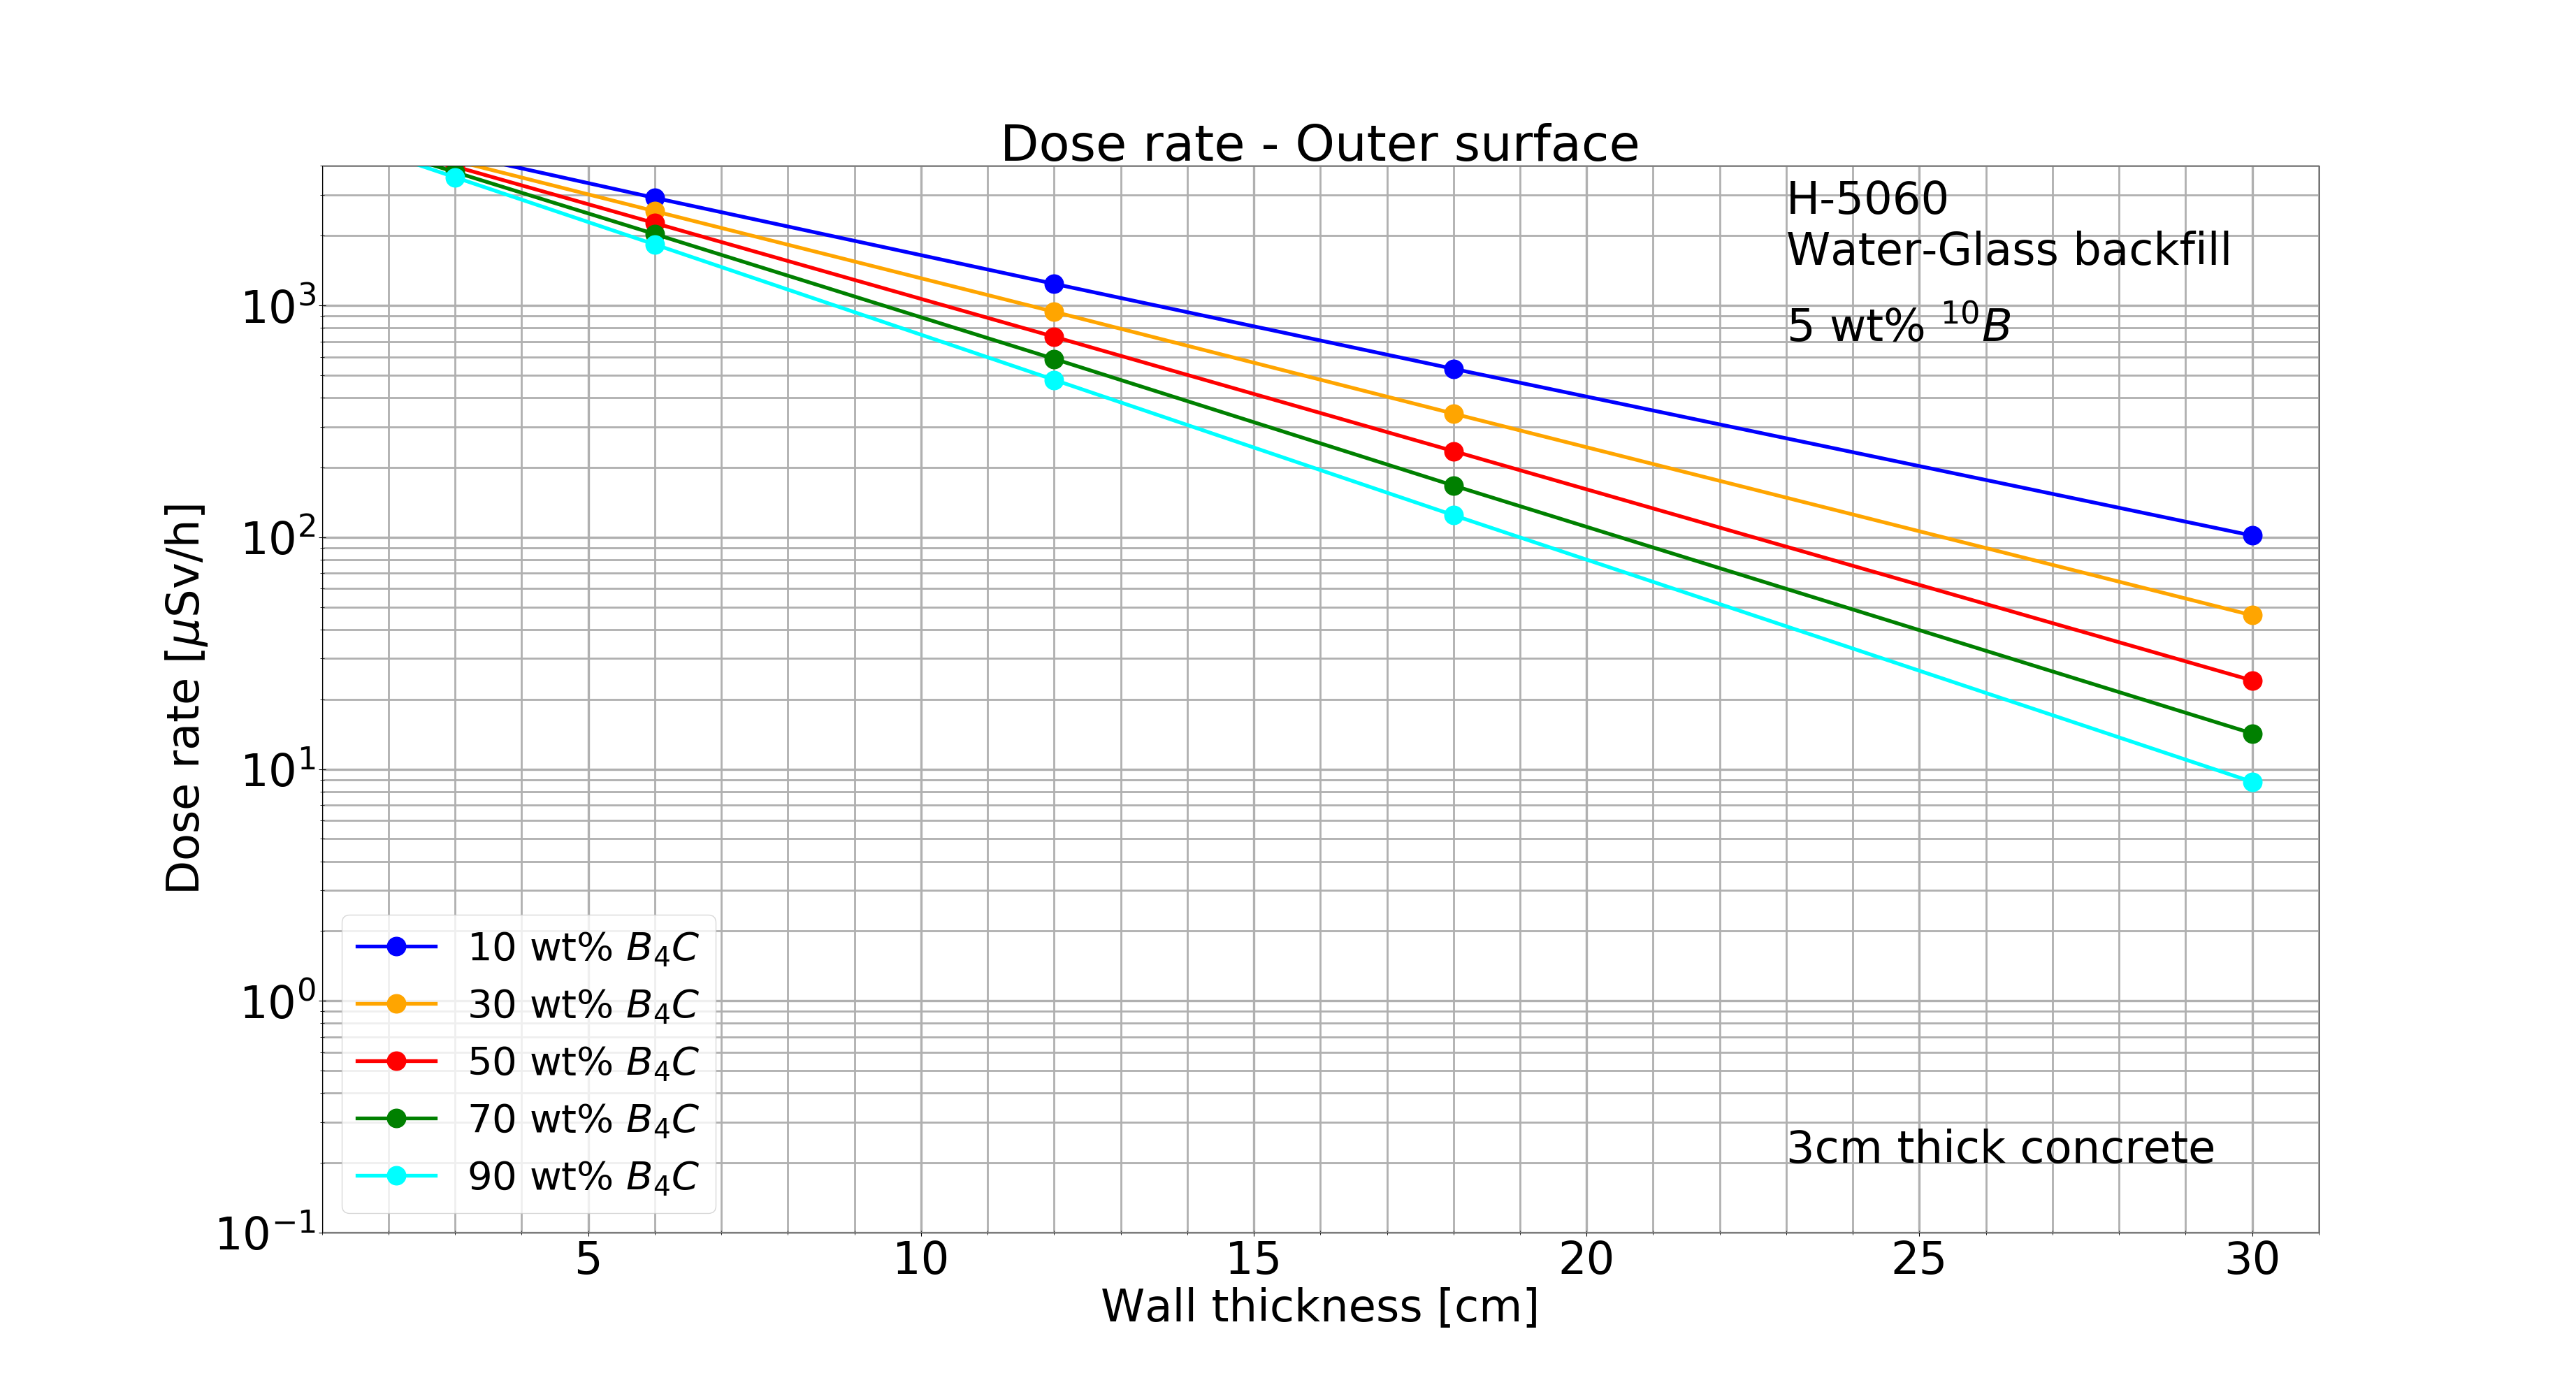 Dose rate - Outer surface
H-5060
Water-Glass backfill
5 wt% ¹⁰B
Dose rate [μSv/h]
10³
10²
10¹
10⁰
10⁻¹
10 wt% B₄C
30 wt% B₄C
50 wt% B₄C
70 wt% B₄C
90 wt% B₄C
3cm thick concrete
5 10 15 20 25 30
Wall thickness [cm]